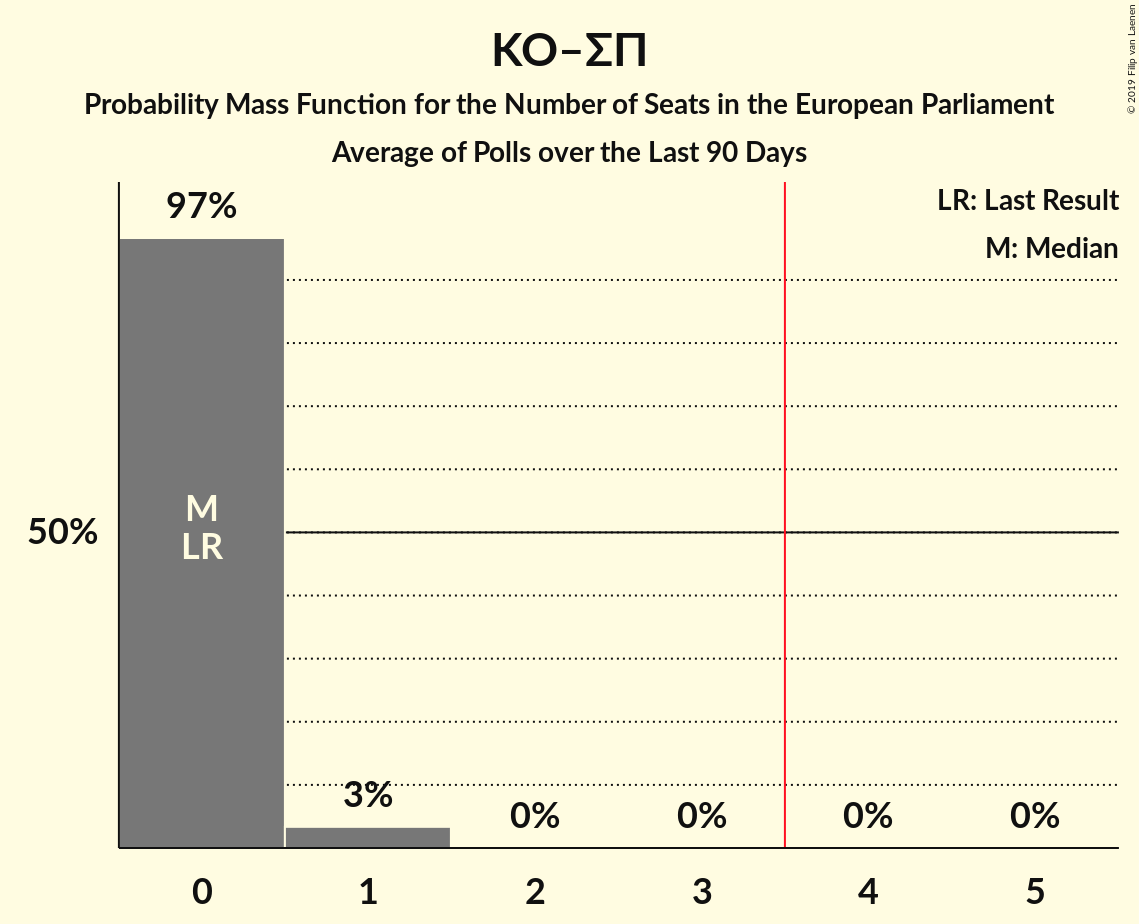 ΚΟ–ΣΠ
Probability Mass Function for the Number of Seats in the European Parliament
Average of Polls over the Last 90 Days
© 2019 Filip van Laenen
LR: Last Result
M: Median
97%
M
LR
50%
3%
0%
0%
0%
0%
0
1
2
3
4
5